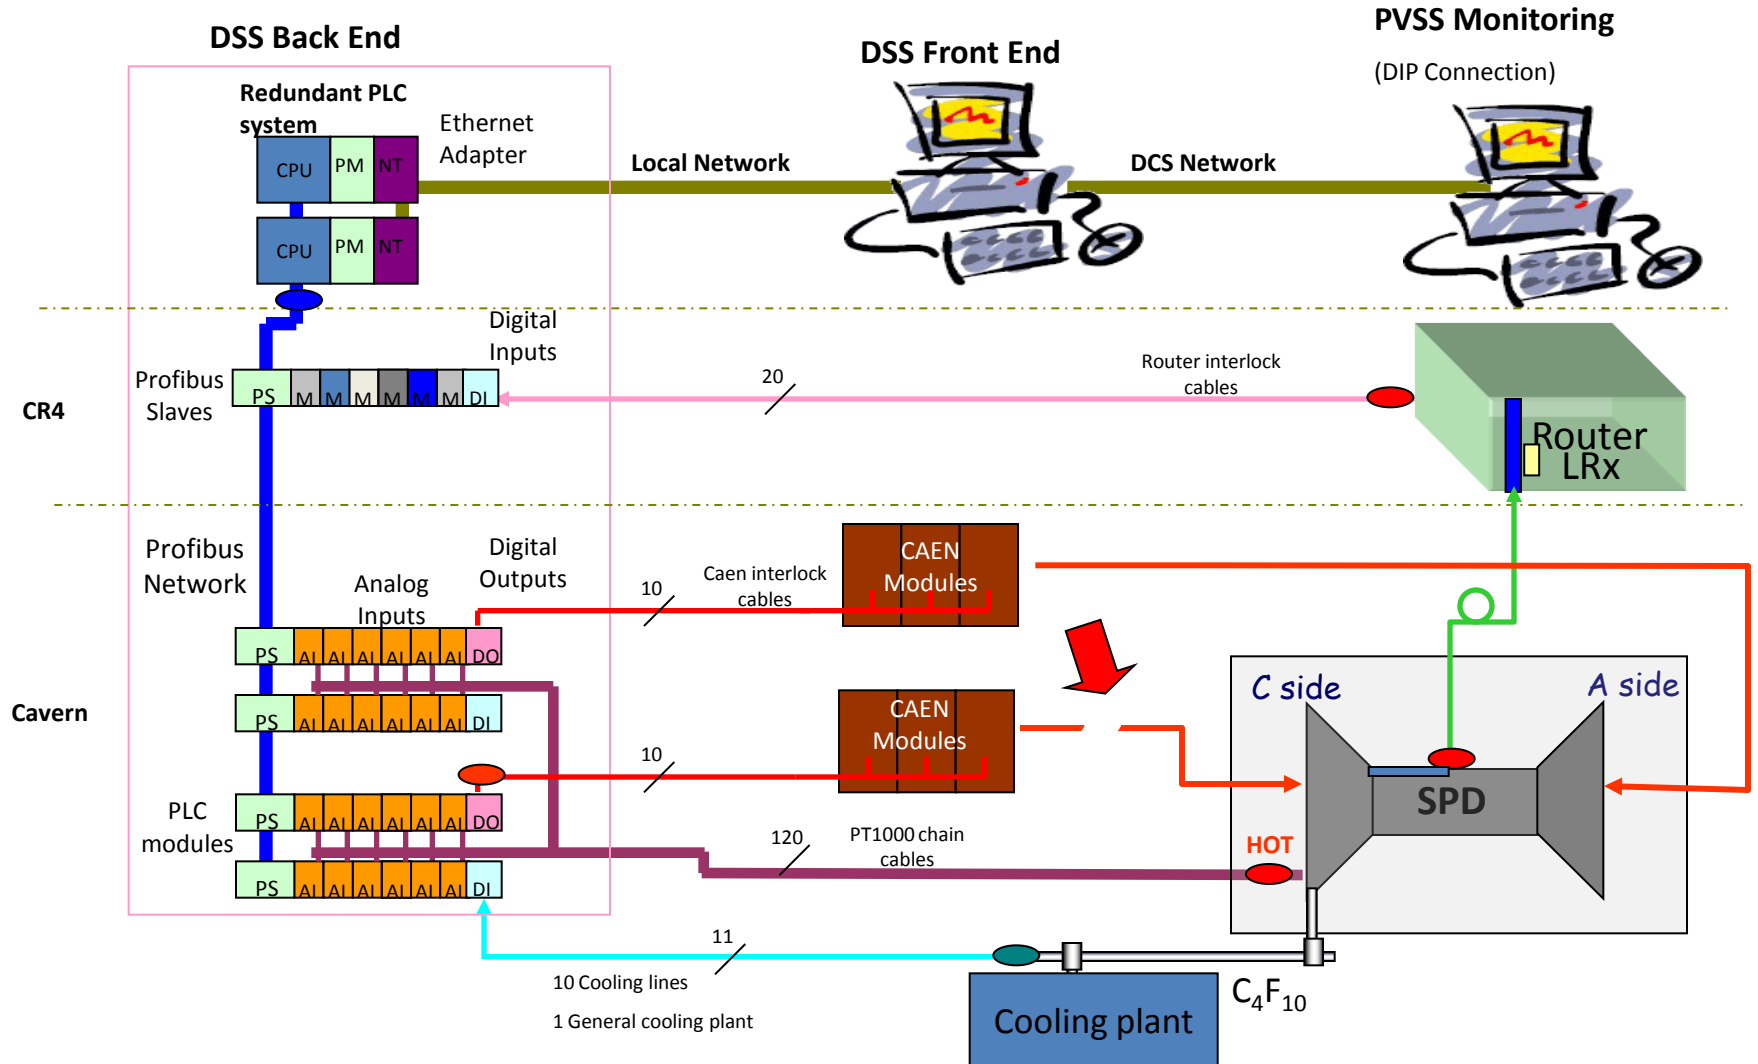 DSS Back End
DSS Front End
PVSS Monitoring
(DIP Connection)
Redundant PLC
system
Ethernet
Adapter
CPU PM NT
Local Network
DCS Network
CPU PM NT
CR4
Profibus
Slaves
Digital
Inputs
PS M M M M M M DI
20
Router interlock
cables
Router
LRx
Cavern
Profibus
Network
Analog
Inputs
Digital
Outputs
10
Caen interlock
cables
CAEN
Modules
PS AI AI AI AI AI AI DO
PS AI AI AI AI AI AI DI
10
CAEN
Modules
C side
A side
SPD
HOT
PLC
modules
PS AI AI AI AI AI AI DO
PS AI AI AI AI AI AI DI
120
PT1000 chain
cables
11
10 Cooling lines
1 General cooling plant
Cooling plant
C₄F₁₀